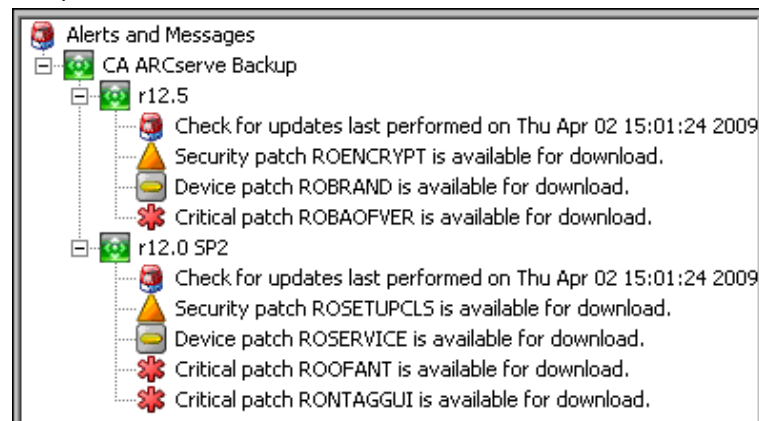 Alerts and Messages
CA ARCserve Backup
r12.5
Check for updates last performed on Thu Apr 02 15:01:24 2009
Security patch ROENCRYPT is available for download.
Device patch ROBRAND is available for download.
Critical patch ROBAOFVER is available for download.
r12.0 SP2
Check for updates last performed on Thu Apr 02 15:01:24 2009
Security patch ROSETUPCLS is available for download.
Device patch ROSERVICE is available for download.
Critical patch ROOFANT is available for download.
Critical patch RONTAGGUI is available for download.